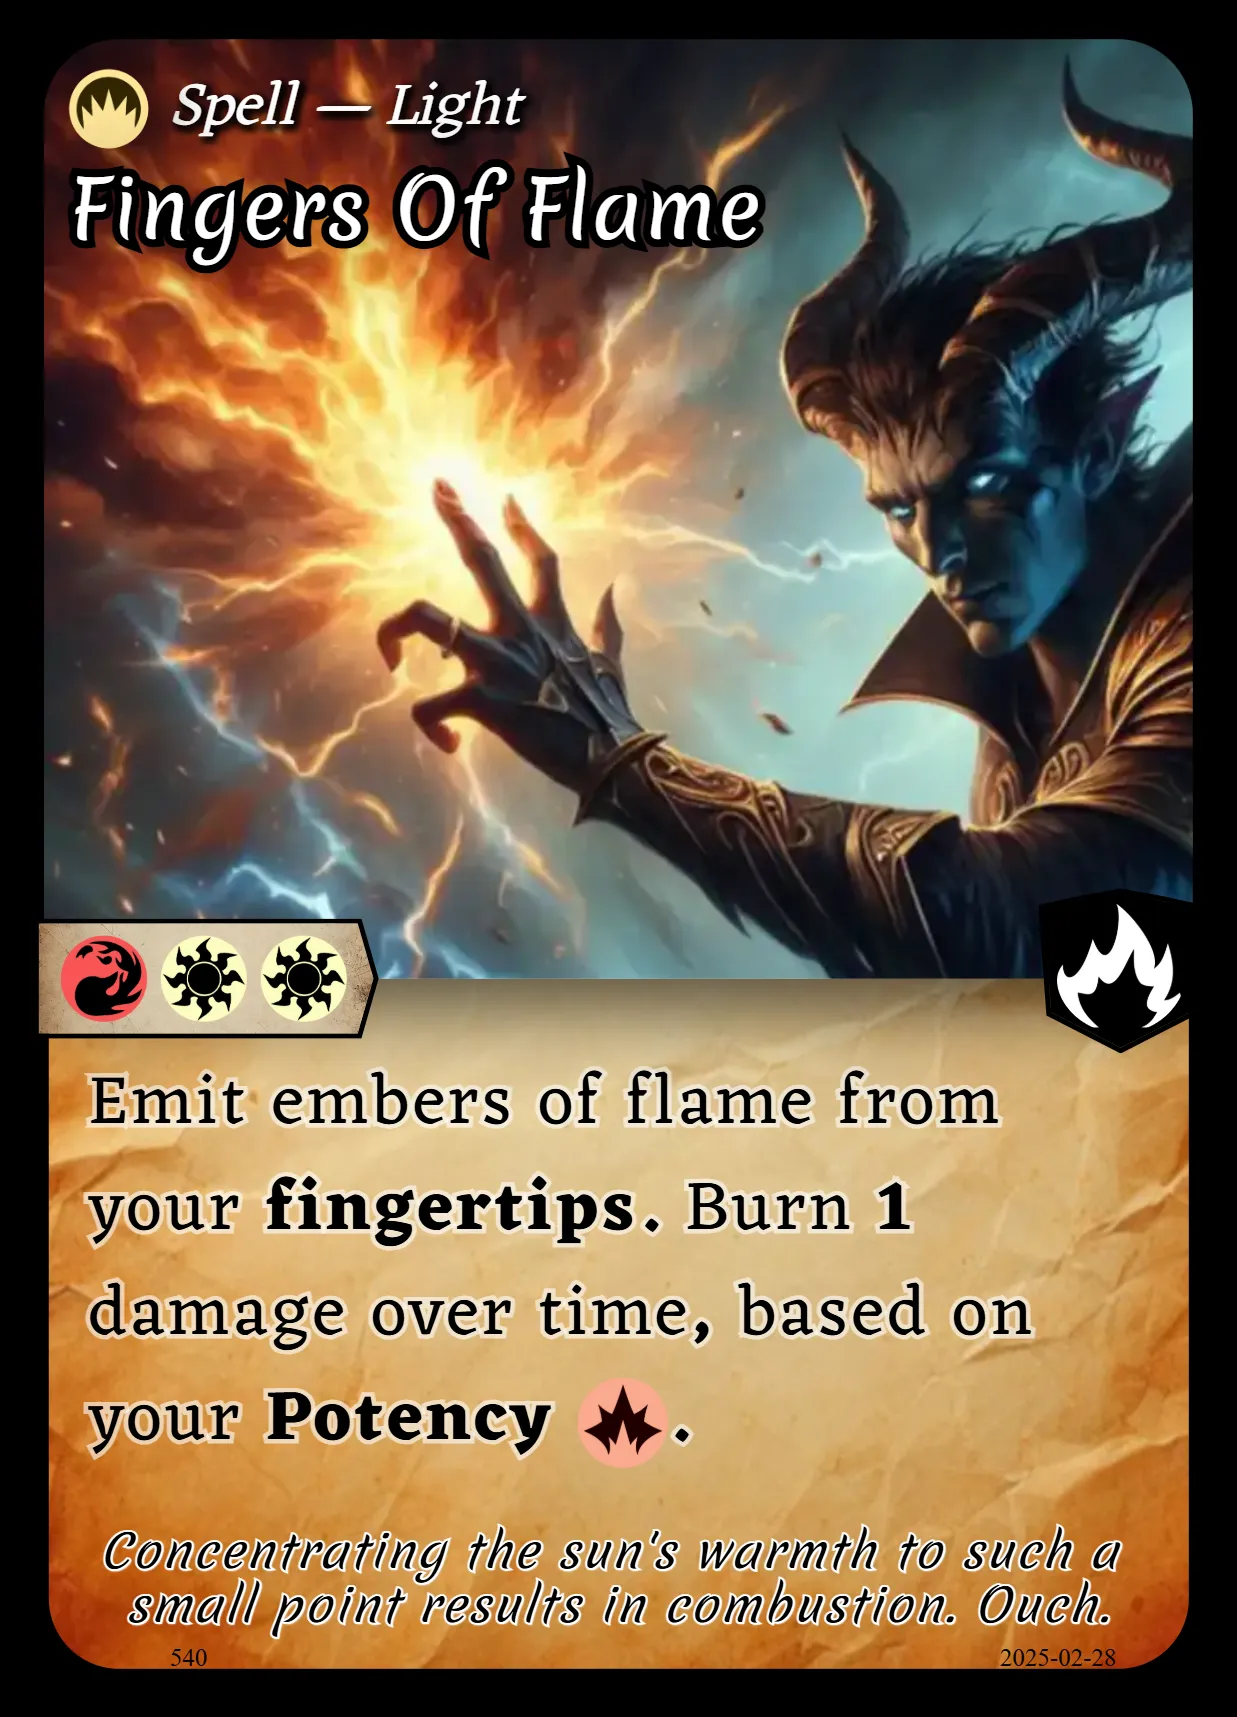 Spell — Light
Fingers Of Flame
Emit embers of flame from
your fingertips. Burn 1
damage over time, based on
your Potency .
Concentrating the sun's warmth to such a
small point results in combustion. Ouch.
540
2025-02-28